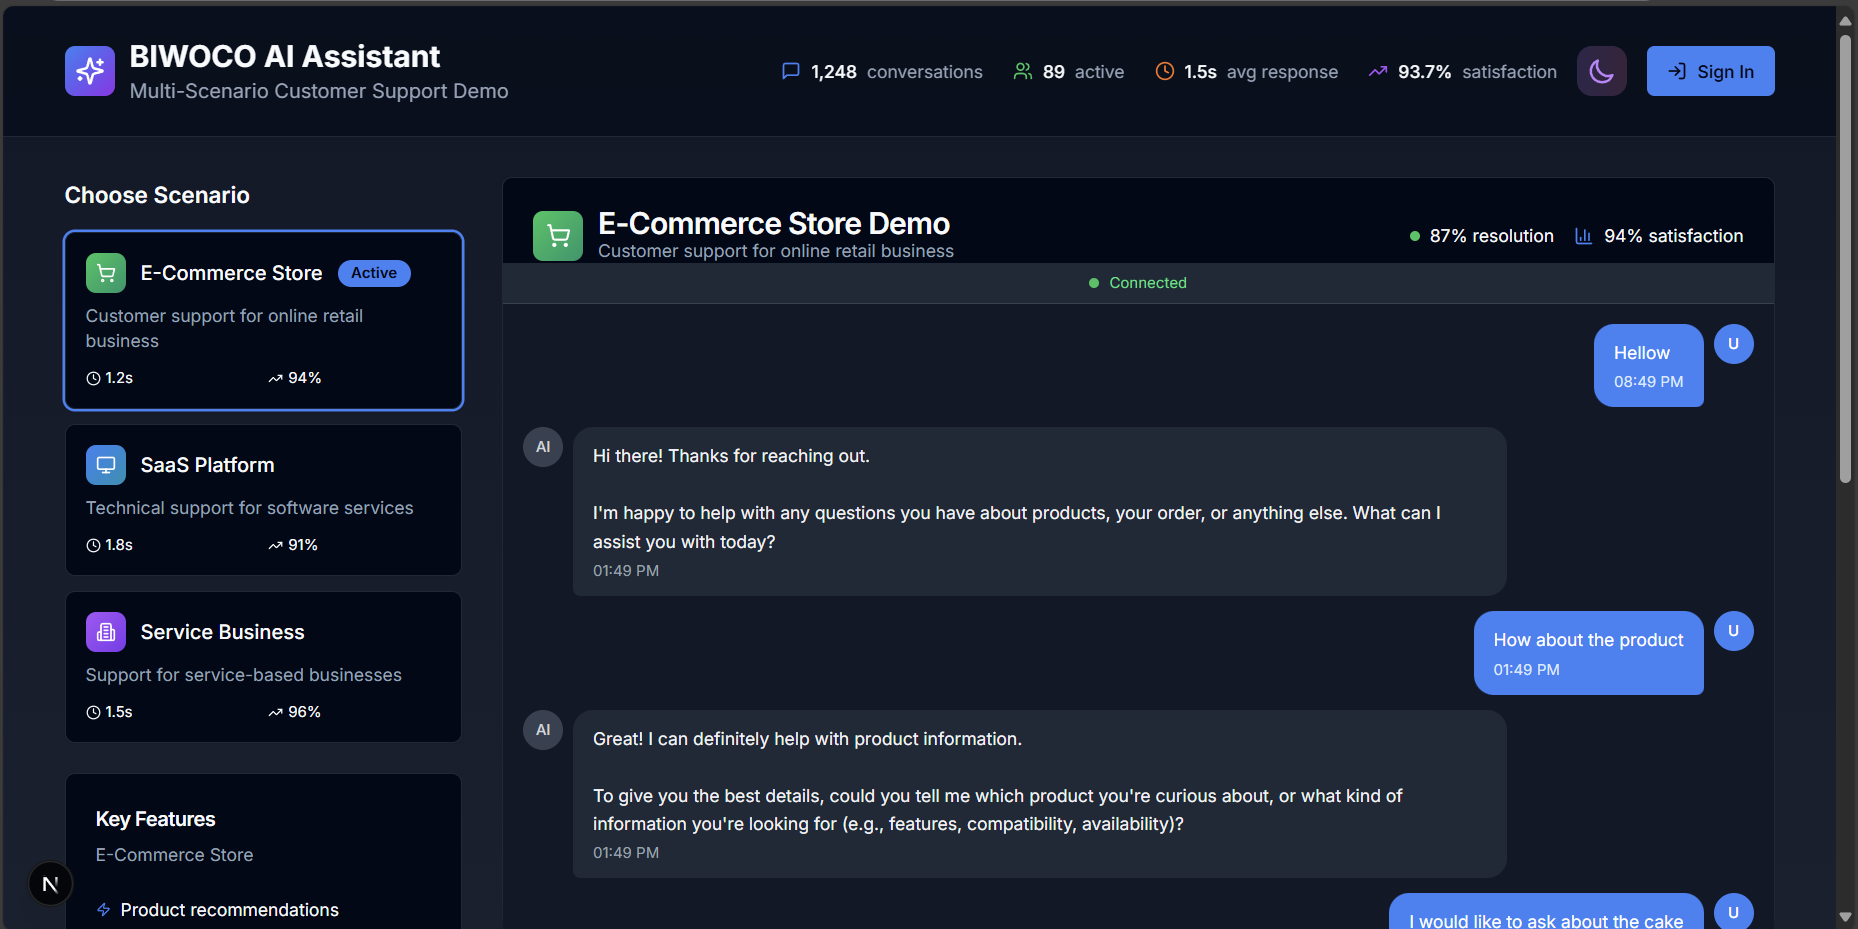 BIWOCO AI Assistant
Multi-Scenario Customer Support Demo
1,248 conversations
89 active
1.5s avg response
93.7% satisfaction
Sign In
Choose Scenario
E-Commerce Store Active
Customer support for online retail
business
1.2s 94%
SaaS Platform
Technical support for software services
1.8s 91%
Service Business
Support for service-based businesses
1.5s 96%
Key Features
E-Commerce Store
Product recommendations
N
E-Commerce Store Demo
Customer support for online retail business
87% resolution
94% satisfaction
Connected
Hellow
08:49 PM
U
AI
Hi there! Thanks for reaching out.
I'm happy to help with any questions you have about products, your order, or anything else. What can I
assist you with today?
01:49 PM
How about the product
01:49 PM
U
AI
Great! I can definitely help with product information.
To give you the best details, could you tell me which product you're curious about, or what kind of
information you're looking for (e.g., features, compatibility, availability)?
01:49 PM
I would like to ask about the cake
U